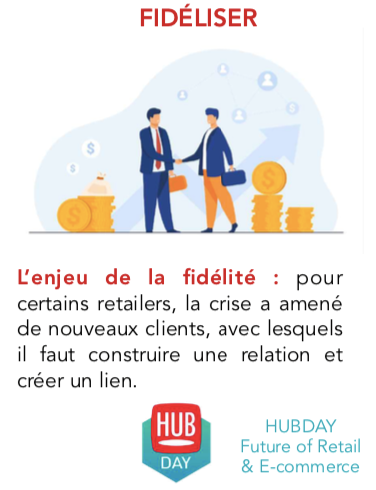 FIDÉLISER
$
$
$
$
L'enjeu de la fidélité : pour
certains retailers, la crise a amené
de nouveaux clients, avec lesquels
il faut construire une relation et
créer un lien.
HUB
DAY
HUBDAY
Future of Retail
& E-commerce